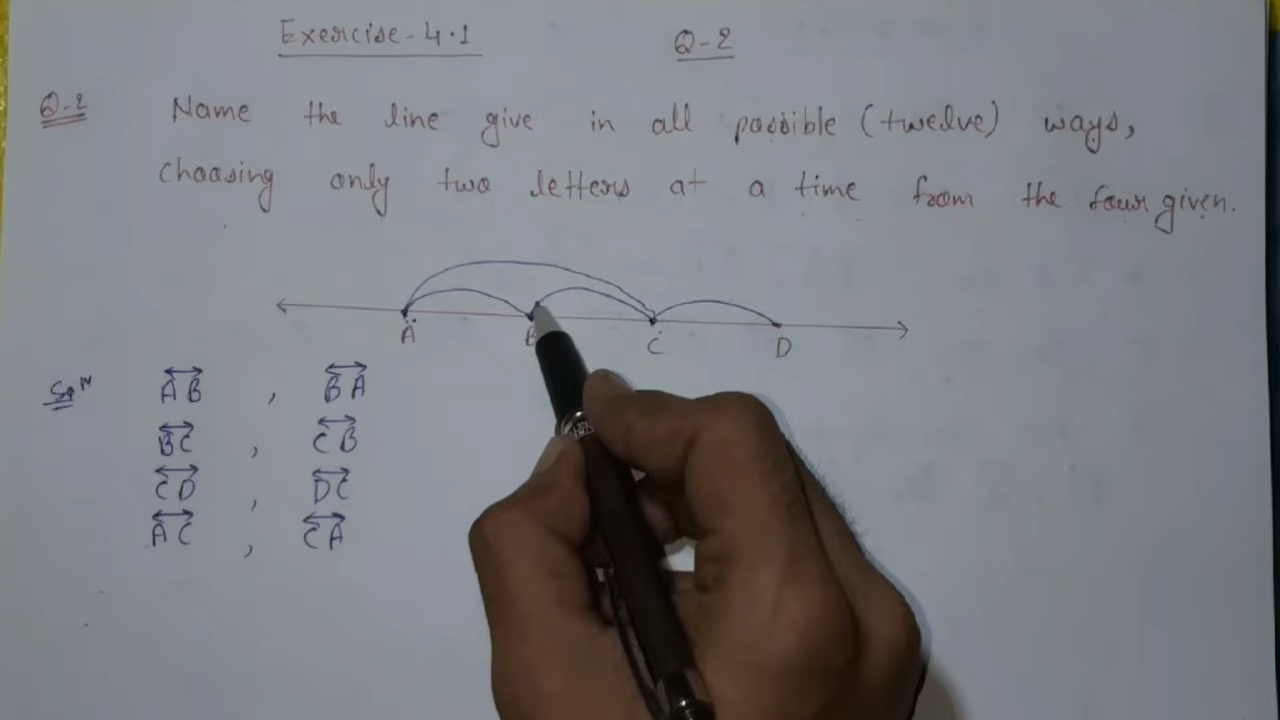 Exercise-4.1 Q-2
Q-2 Name the line give in all possible (twelve) ways,
Choosing only two letters at a time from the four given.
A B C D
Solⁿ AB , BA
BC , CB
CD , DC
AC , CA